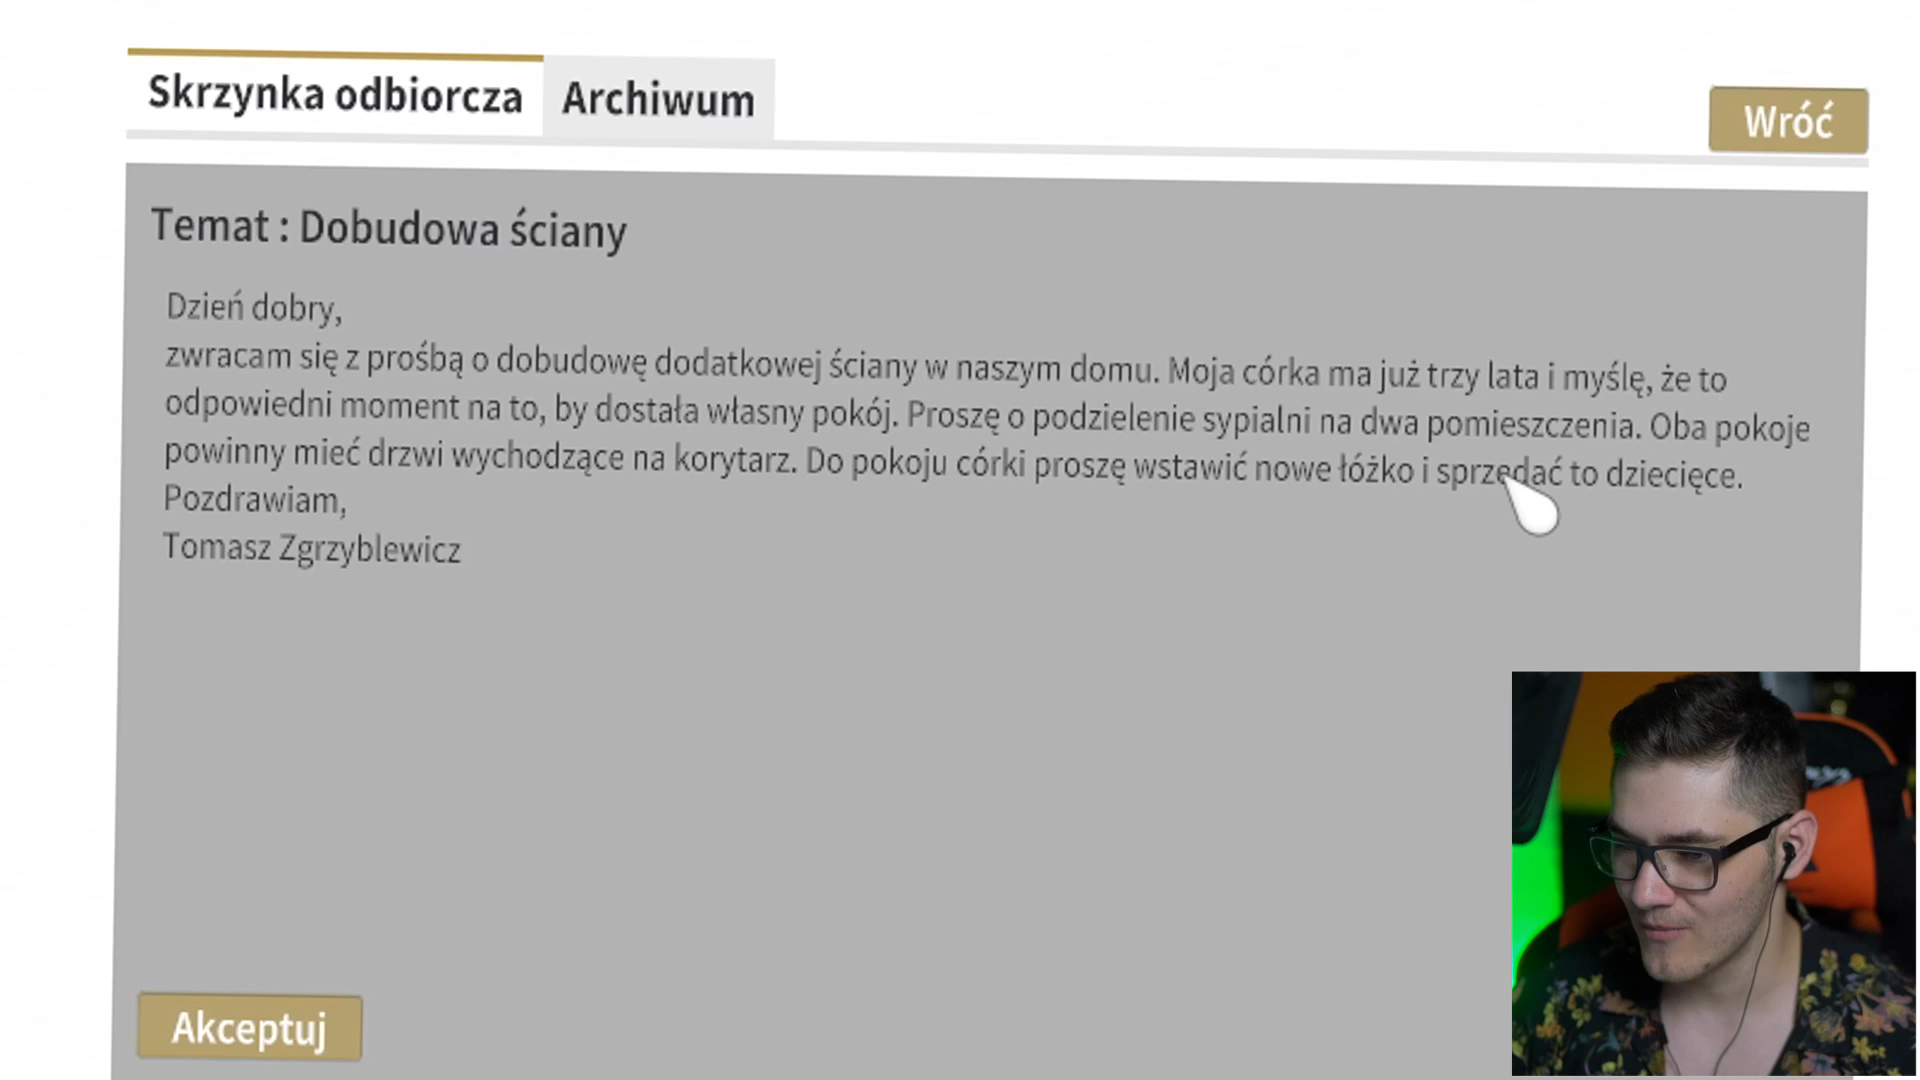 Skrzynka odbiorcza
Archiwum
Wróć
Temat : Dobudowa ściany
Dzień dobry,
zwracam się z prośbą o dobudowę dodatkowej ściany w naszym domu. Moja córka ma już trzy lata i myślę, że to
odpowiedni moment na to, by dostała własny pokój. Proszę o podzielenie sypialni na dwa pomieszczenia. Oba pokoje
powinny mieć drzwi wychodzące na korytarz. Do pokoju córki proszę wstawić nowe łóżko i sprzedać to dziecięce.
Pozdrawiam,
Tomasz Zgrzyblewicz
Akceptuj